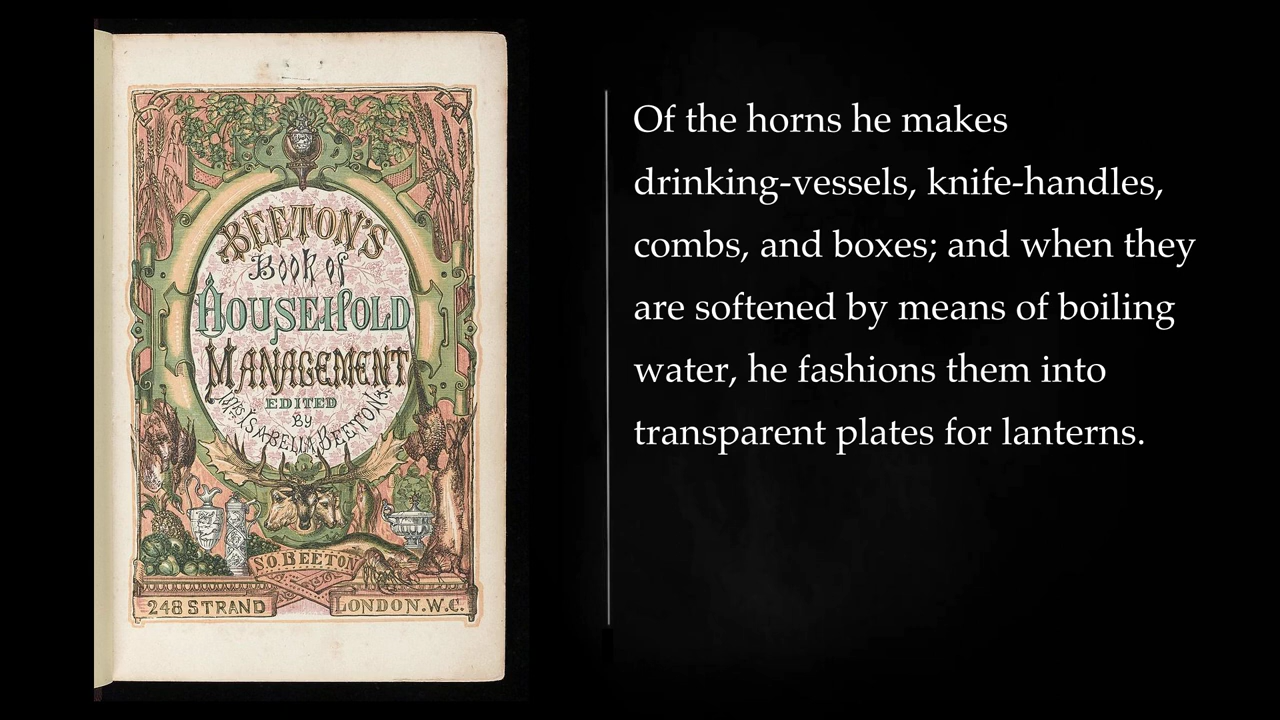 BEETON'S
Book of
HOUSEHOLD
MANAGEMENT
EDITED
BY
MRS ISABELLA BEETON
S.O. BEETON
248 STRAND
LONDON. W.C.
Of the horns he makes
drinking-vessels, knife-handles,
combs, and boxes; and when they
are softened by means of boiling
water, he fashions them into
transparent plates for lanterns.